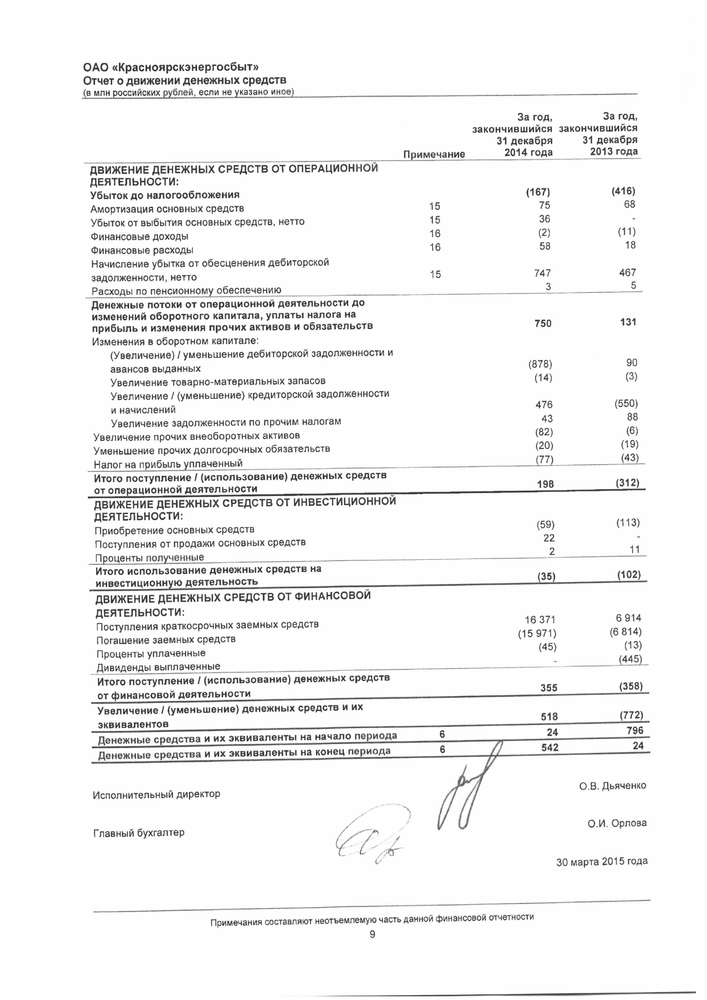 ОАО «Красноярскэнергосбыт»
Отчет о движении денежных средств
(в млн российских рублей, если не указано иное)
За год, За год,
закончившийся закончившийся
31 декабря 31 декабря
Примечание 2014 года 2013 года
ДВИЖЕНИЕ ДЕНЕЖНЫХ СРЕДСТВ ОТ ОПЕРАЦИОННОЙ
ДЕЯТЕЛЬНОСТИ:
Убыток до налогообложения (167) (416)
Амортизация основных средств 15 75 68
Убыток от выбытия основных средств, нетто 15 36 -
Финансовые доходы 16 (2) (11)
Финансовые расходы 16 58 18
Начисление убытка от обесценения дебиторской
задолженности, нетто 15 747 467
Расходы по пенсионному обеспечению 3 5
Денежные потоки от операционной деятельности до
изменений оборотного капитала, уплаты налога на
прибыль и изменения прочих активов и обязательств 750 131
Изменения в оборотном капитале:
(Увеличение) / уменьшение дебиторской задолженности и
авансов выданных (878) 90
Увеличение товарно-материальных запасов (14) (3)
Увеличение / (уменьшение) кредиторской задолженности
и начислений 476 (550)
Увеличение задолженности по прочим налогам 43 88
Увеличение прочих внеоборотных активов (82) (6)
Уменьшение прочих долгосрочных обязательств (20) (19)
Налог на прибыль уплаченный (77) (43)
Итого поступление / (использование) денежных средств
от операционной деятельности 198 (312)
ДВИЖЕНИЕ ДЕНЕЖНЫХ СРЕДСТВ ОТ ИНВЕСТИЦИОННОЙ
ДЕЯТЕЛЬНОСТИ:
Приобретение основных средств (59) (113)
Поступления от продажи основных средств 22 -
Проценты полученные 2 11
Итого использование денежных средств на
инвестиционную деятельность (35) (102)
ДВИЖЕНИЕ ДЕНЕЖНЫХ СРЕДСТВ ОТ ФИНАНСОВОЙ
ДЕЯТЕЛЬНОСТИ:
Поступления краткосрочных заемных средств 16 371 6 914
Погашение заемных средств (15 971) (6 814)
Проценты уплаченные (45) (13)
Дивиденды выплаченные - (445)
Итого поступление / (использование) денежных средств
от финансовой деятельности 355 (358)
Увеличение / (уменьшение) денежных средств и их
эквивалентов 518 (772)
Денежные средства и их эквиваленты на начало периода 6 24 796
Денежные средства и их эквиваленты на конец периода 6 542 24
Исполнительный директор О.В. Дьяченко
Главный бухгалтер О.И. Орлова
30 марта 2015 года
Примечания составляют неотъемлемую часть данной финансовой отчетности
9